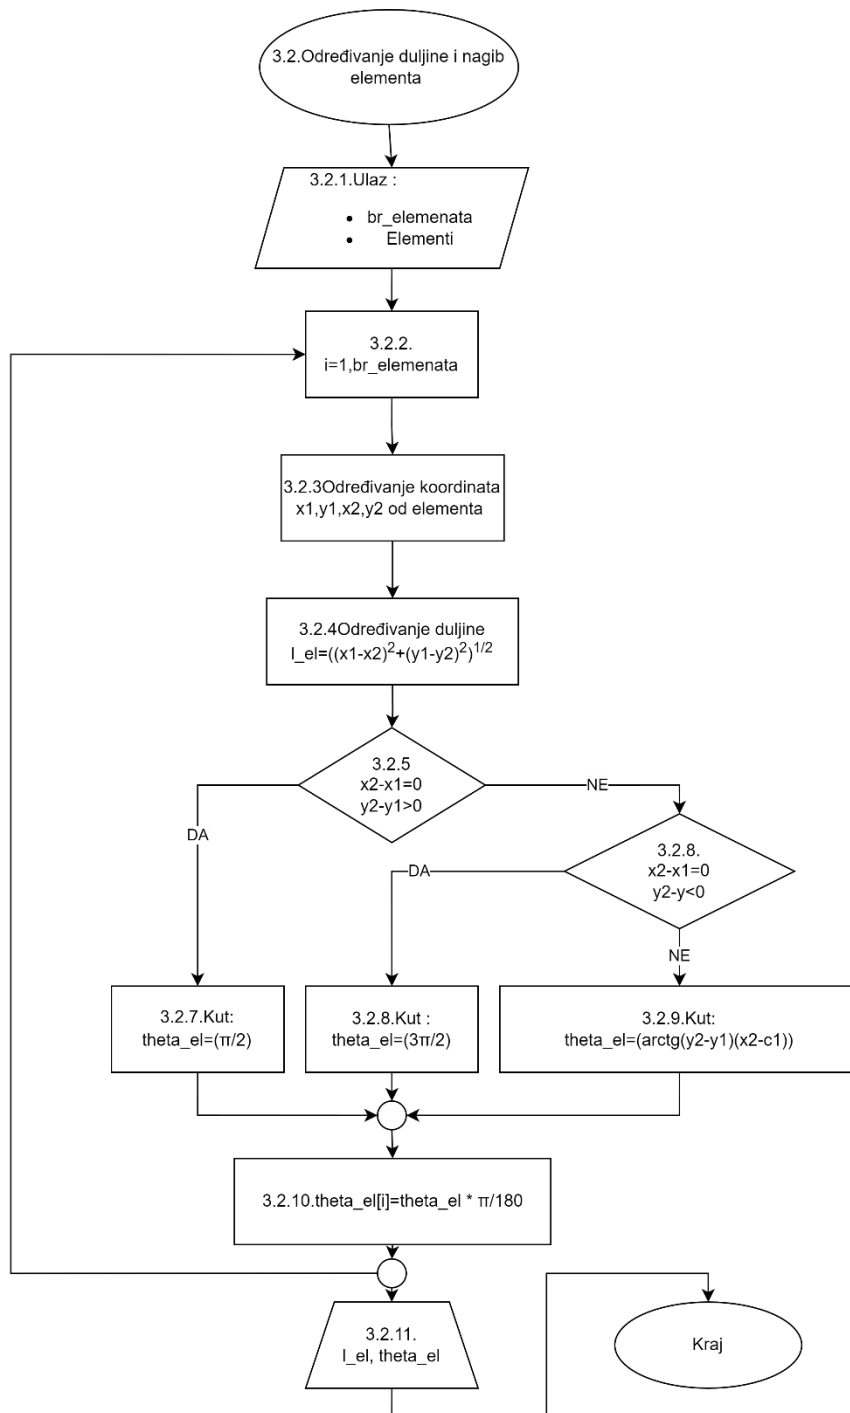 3.2.Određivanje duljine i nagib
elementa
3.2.1.Ulaz :
• br_elemenata
• Elementi
3.2.2.
i=1,br_elemenata
3.2.3Određivanje koordinata
x1,y1,x2,y2 od elementa
3.2.4Određivanje duljine
l_el=((x1-x2)²+(y1-y2)²)¹/²
3.2.5
x2-x1=0
y2-y1>0
NE
DA
3.2.8.
x2-x1=0
y2-y<0
DA
NE
3.2.7.Kut:
theta_el=(π/2)
3.2.8.Kut :
theta_el=(3π/2)
3.2.9.Kut:
theta_el=(arctg(y2-y1)(x2-c1))
3.2.10.theta_el[i]=theta_el * π/180
3.2.11.
l_el, theta_el
Kraj